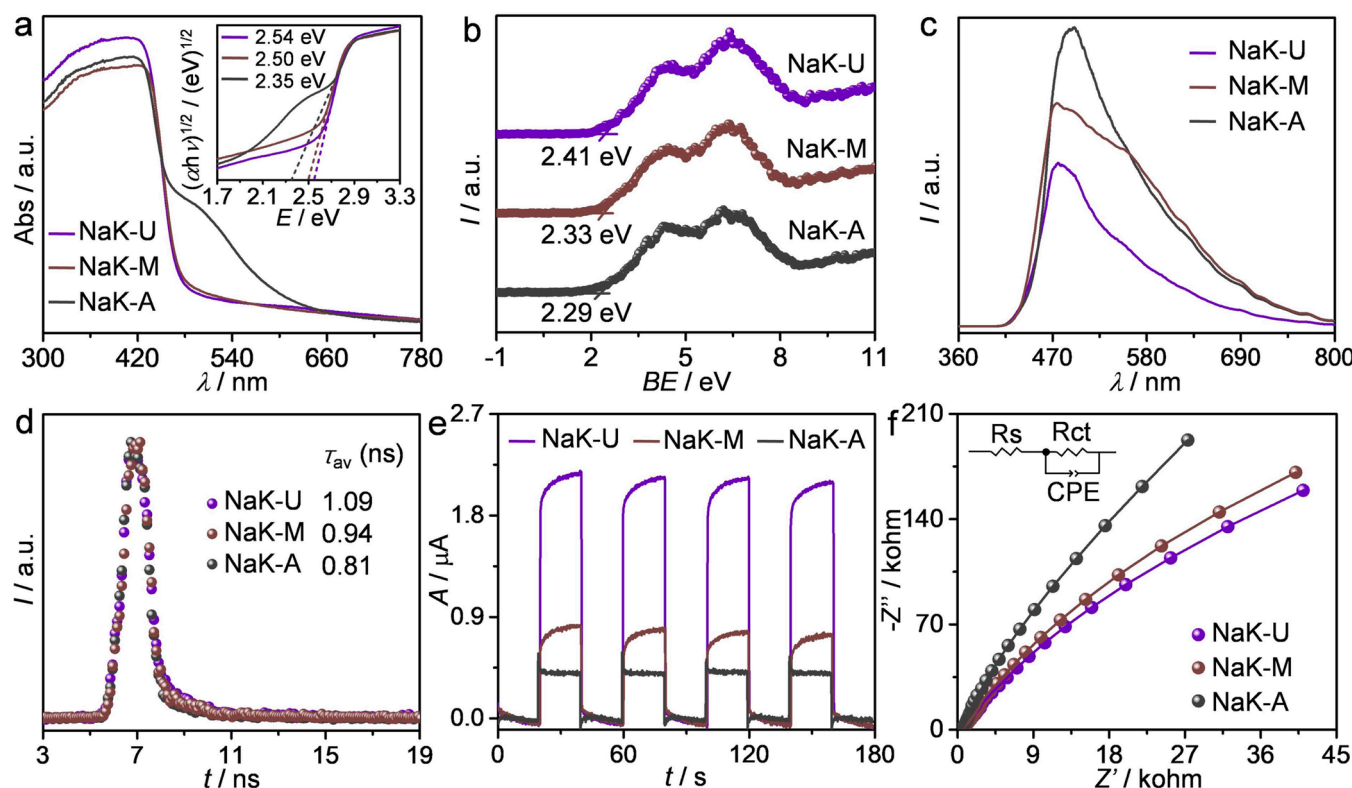 a
2.54 eV
2.50 eV
2.35 eV
(αhν)1/2 / (eV)1/2
1.7 2.1 2.5 2.9 3.3
E / eV
Abs / a.u.
NaK-U
NaK-M
NaK-A
300 420 540 660 780
λ / nm
b
NaK-U
2.41 eV
NaK-M
2.33 eV
NaK-A
2.29 eV
I / a.u.
-1 2 5 8 11
BE / eV
c
NaK-U
NaK-M
NaK-A
I / a.u.
360 470 580 690 800
λ / nm
d
τav (ns)
NaK-U 1.09
NaK-M 0.94
NaK-A 0.81
I / a.u.
3 7 11 15 19
t / ns
e
2.7
NaK-U NaK-M NaK-A
1.8
0.9
0.0
A / μA
0 60 120 180
t / s
f
210
Rs Rct
CPE
140
70
0
-Z'' / kohm
NaK-U
NaK-M
NaK-A
0 9 18 27 36 45
Z' / kohm